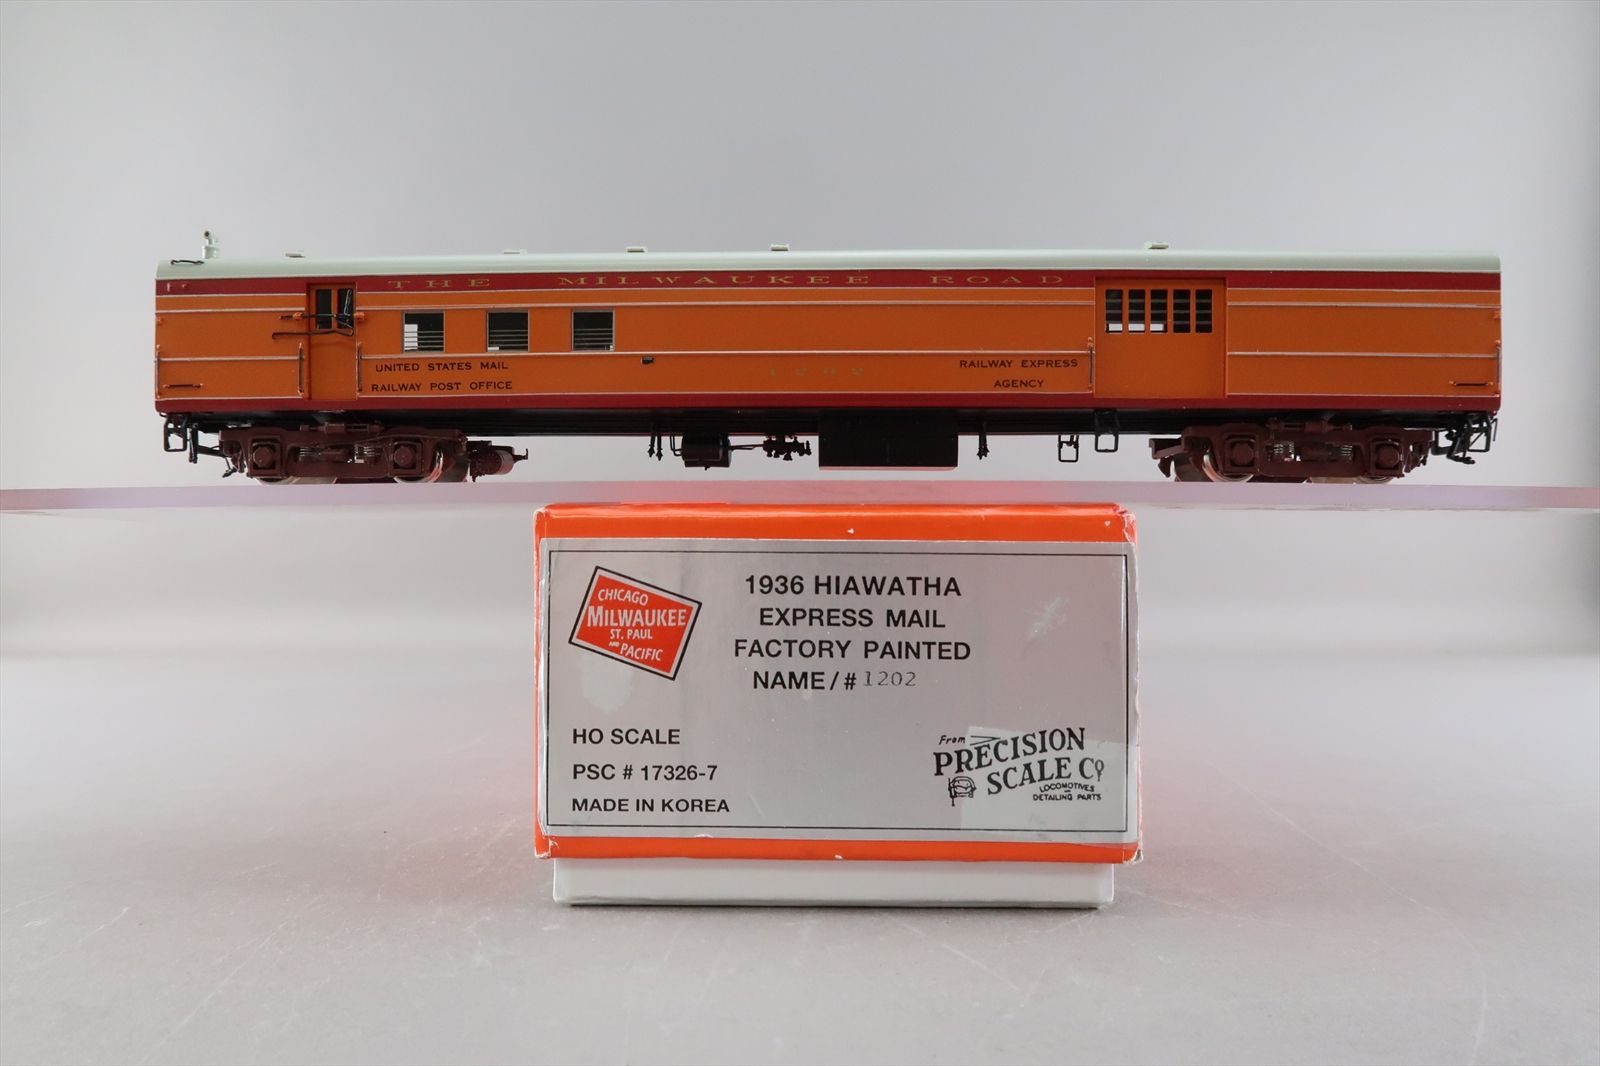 THE MILWAUKEE ROAD
UNITED STATES MAIL
RAILWAY POST OFFICE
1202
RAILWAY EXPRESS
AGENCY
CHICAGO
MILWAUKEE
ST. PAUL
AND PACIFIC
1936 HIAWATHA
EXPRESS MAIL
FACTORY PAINTED
NAME/# 1202
HO SCALE
PSC # 17326-7
MADE IN KOREA
From
PRECISION
SCALE Co
LOCOMOTIVES
DETAILING PARTS